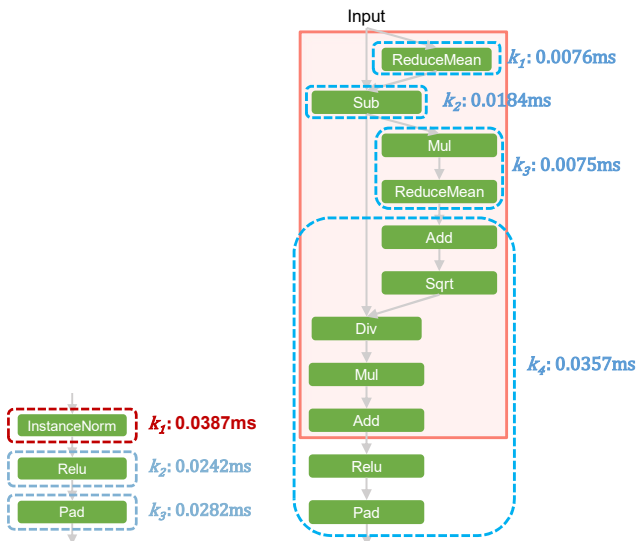 Input
ReduceMean
k₁: 0.0076ms
Sub
k₂: 0.0184ms
Mul
k₃: 0.0075ms
ReduceMean
Add
Sqrt
Div
Mul
k₄: 0.0357ms
Add
Relu
Pad
InstanceNorm
k₁: 0.0387ms
Relu
k₂: 0.0242ms
Pad
k₃: 0.0282ms